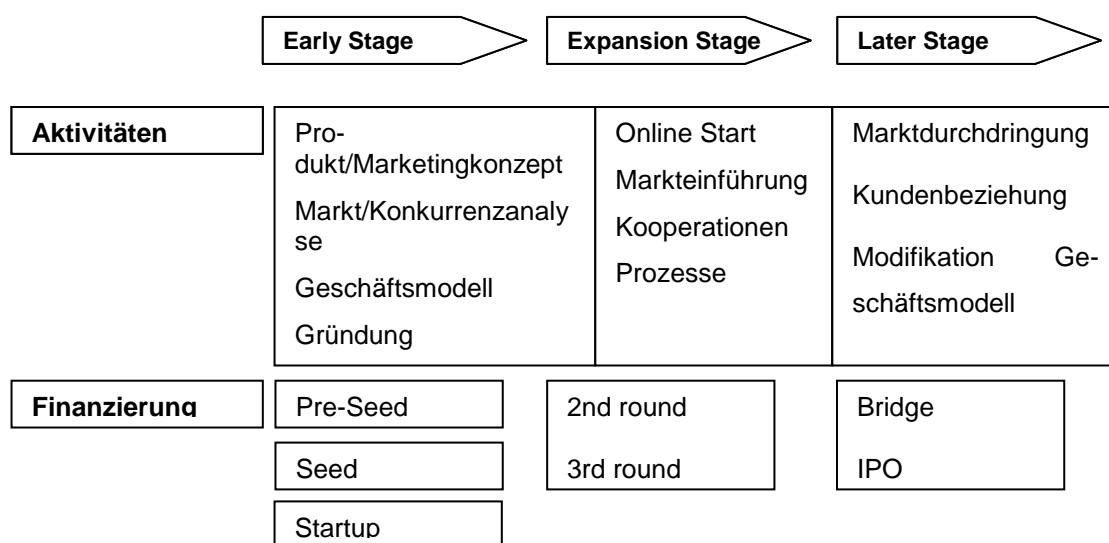 Early Stage
Expansion Stage
Later Stage
Aktivitäten
Pro-
dukt/Marketingkonzept
Markt/Konkurrenzanaly
se
Geschäftsmodell
Gründung
Online Start
Markteinführung
Kooperationen
Prozesse
Marktdurchdringung
Kundenbeziehung
Modifikation Ge-
schäftsmodell
Finanzierung
Pre-Seed
Seed
Startup
2nd round
3rd round
Bridge
IPO